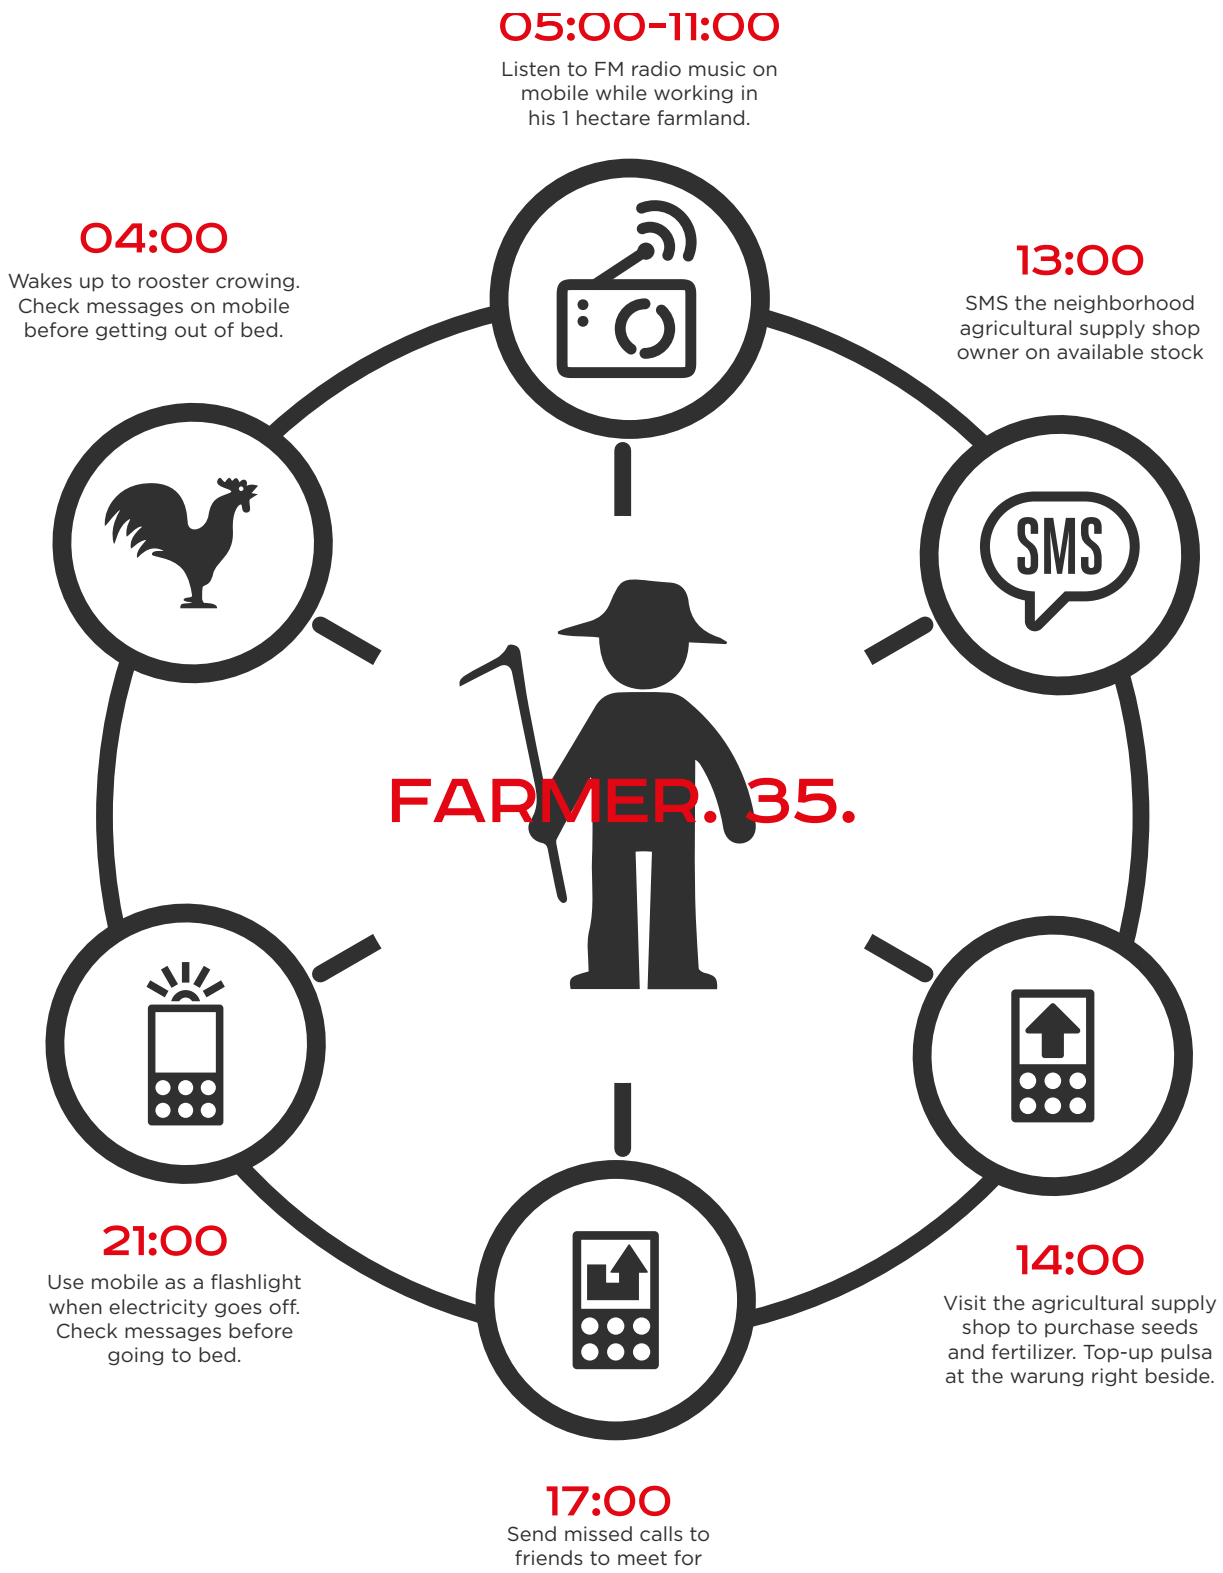 05:00-11:00
Listen to FM radio music on
mobile while working in
his 1 hectare farmland.
04:00
Wakes up to rooster crowing.
Check messages on mobile
before getting out of bed.
13:00
SMS the neighborhood
agricultural supply shop
owner on available stock
SMS
FARMER. 35.
21:00
Use mobile as a flashlight
when electricity goes off.
Check messages before
going to bed.
14:00
Visit the agricultural supply
shop to purchase seeds
and fertilizer. Top-up pulsa
at the warung right beside.
17:00
Send missed calls to
friends to meet for